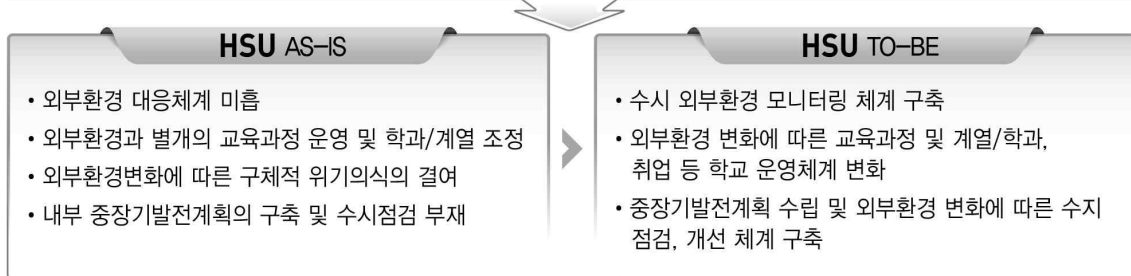 HSU AS-IS
• 외부환경 대응체계 미흡
• 외부환경과 별개의 교육과정 운영 및 학과/계열 조정
• 외부환경변화에 따른 구체적 위기의식의 결여
• 내부 중장기발전계획의 구축 및 수시점검 부재
HSU TO-BE
• 수시 외부환경 모니터링 체계 구축
• 외부환경 변화에 따른 교육과정 및 계열/학과,
취업 등 학교 운영체계 변화
• 중장기발전계획 수립 및 외부환경 변화에 따른 수지
점검, 개선 체계 구축